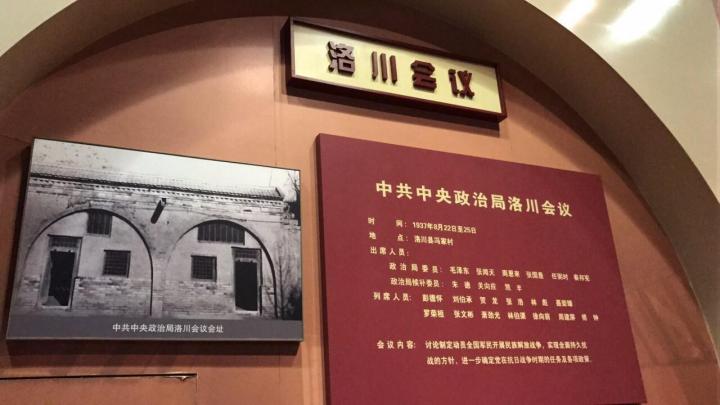 洛川会议
中共中央政治局洛川会议
时 间：1937年8月22日至25日
地 点：洛川县冯家村
出席人员：
政治局委员：毛泽东 张闻天 周恩来 张国焘 任弼时 秦邦宪
政治局候补委员：朱德 关向应 凯丰
列席人员：彭德怀 刘伯承 贺龙 张浩 林彪 聂荣臻
罗荣桓 张文彬 萧劲光 林伯渠 徐向前 周建屏 傅钟
会议内容：讨论制定动员全国军民开展民族解放战争，实现全面持久抗
战的方针，进一步确定党在抗日战争时期的任务及各项政策。
中共中央政治局洛川会议会址